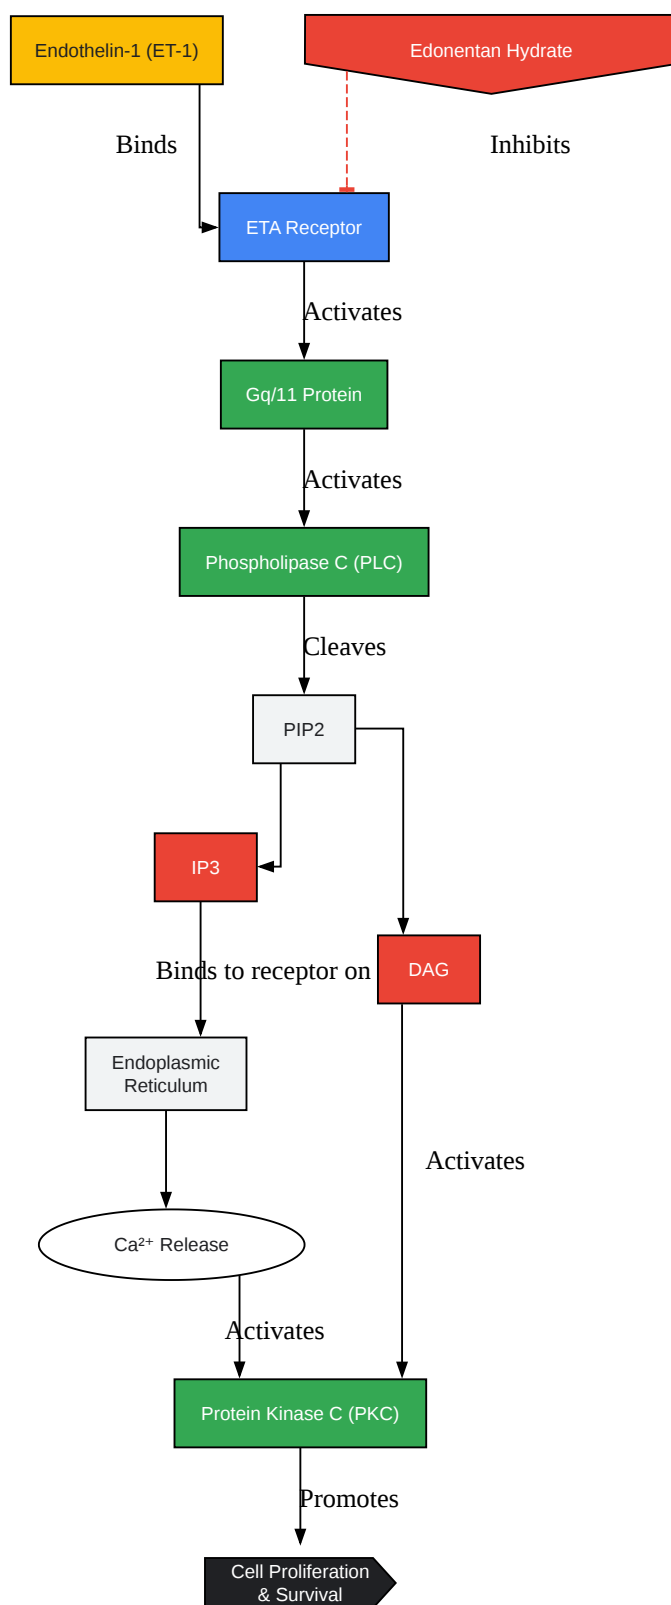 Endothelin-1 (ET-1)
Edonentan Hydrate
Binds
Inhibits
ETA Receptor
Activates
Gq/11 Protein
Activates
Phospholipase C (PLC)
Cleaves
PIP2
IP3
Binds to receptor on
DAG
Endoplasmic
Reticulum
Activates
Ca²⁺ Release
Activates
Protein Kinase C (PKC)
Promotes
Cell Proliferation
& Survival